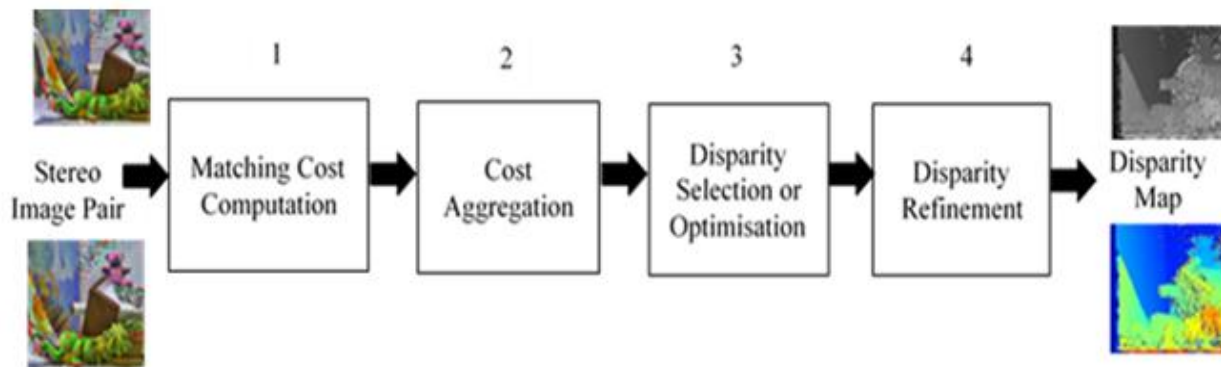 1
2
3
4
Stereo
Image Pair
Matching Cost
Computation
Cost
Aggregation
Disparity
Selection or
Optimisation
Disparity
Refinement
Disparity
Map